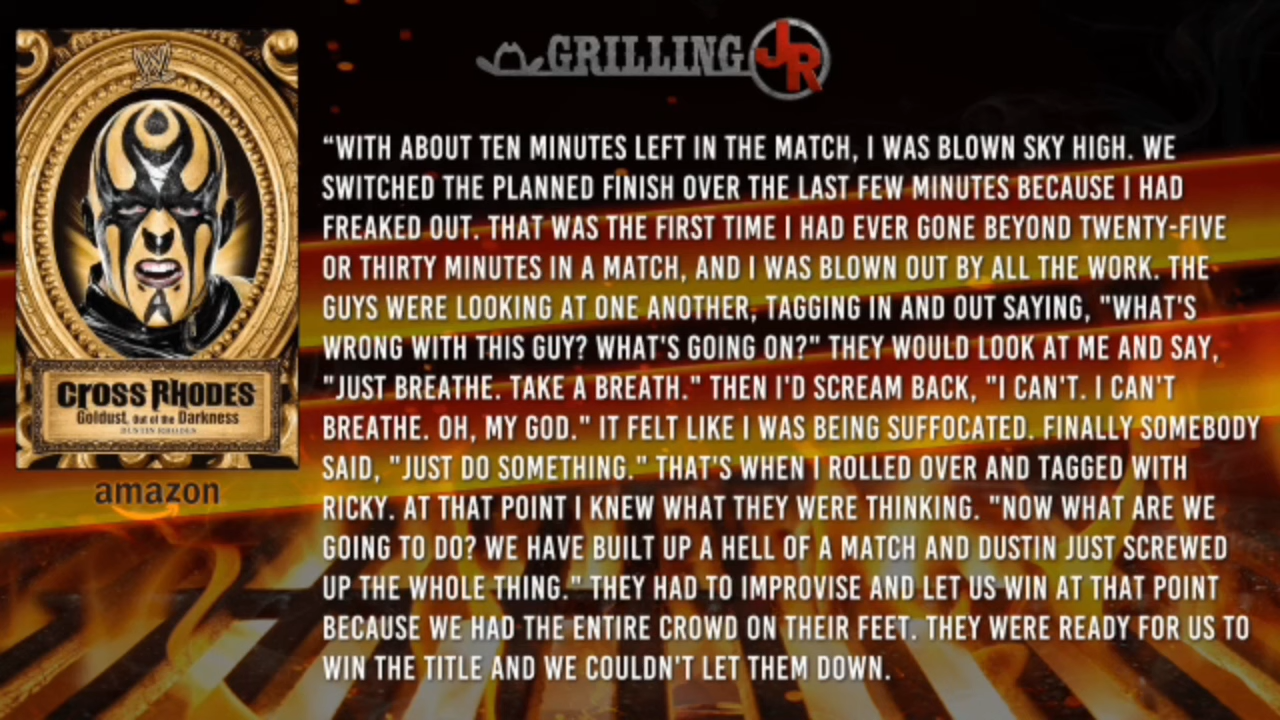 W
GRILLING JR
CROSS RHODES
Goldust, Out of the Darkness
DUSTIN RHODES
amazon
“WITH ABOUT TEN MINUTES LEFT IN THE MATCH, I WAS BLOWN SKY HIGH. WE
SWITCHED THE PLANNED FINISH OVER THE LAST FEW MINUTES BECAUSE I HAD
FREAKED OUT. THAT WAS THE FIRST TIME I HAD EVER GONE BEYOND TWENTY-FIVE
OR THIRTY MINUTES IN A MATCH, AND I WAS BLOWN OUT BY ALL THE WORK. THE
GUYS WERE LOOKING AT ONE ANOTHER, TAGGING IN AND OUT SAYING, "WHAT'S
WRONG WITH THIS GUY? WHAT'S GOING ON?" THEY WOULD LOOK AT ME AND SAY,
"JUST BREATHE. TAKE A BREATH." THEN I'D SCREAM BACK, "I CAN'T. I CAN'T
BREATHE. OH, MY GOD." IT FELT LIKE I WAS BEING SUFFOCATED. FINALLY SOMEBODY
SAID, "JUST DO SOMETHING." THAT'S WHEN I ROLLED OVER AND TAGGED WITH
RICKY. AT THAT POINT I KNEW WHAT THEY WERE THINKING. "NOW WHAT ARE WE
GOING TO DO? WE HAVE BUILT UP A HELL OF A MATCH AND DUSTIN JUST SCREWED
UP THE WHOLE THING." THEY HAD TO IMPROVISE AND LET US WIN AT THAT POINT
BECAUSE WE HAD THE ENTIRE CROWD ON THEIR FEET. THEY WERE READY FOR US TO
WIN THE TITLE AND WE COULDN'T LET THEM DOWN.